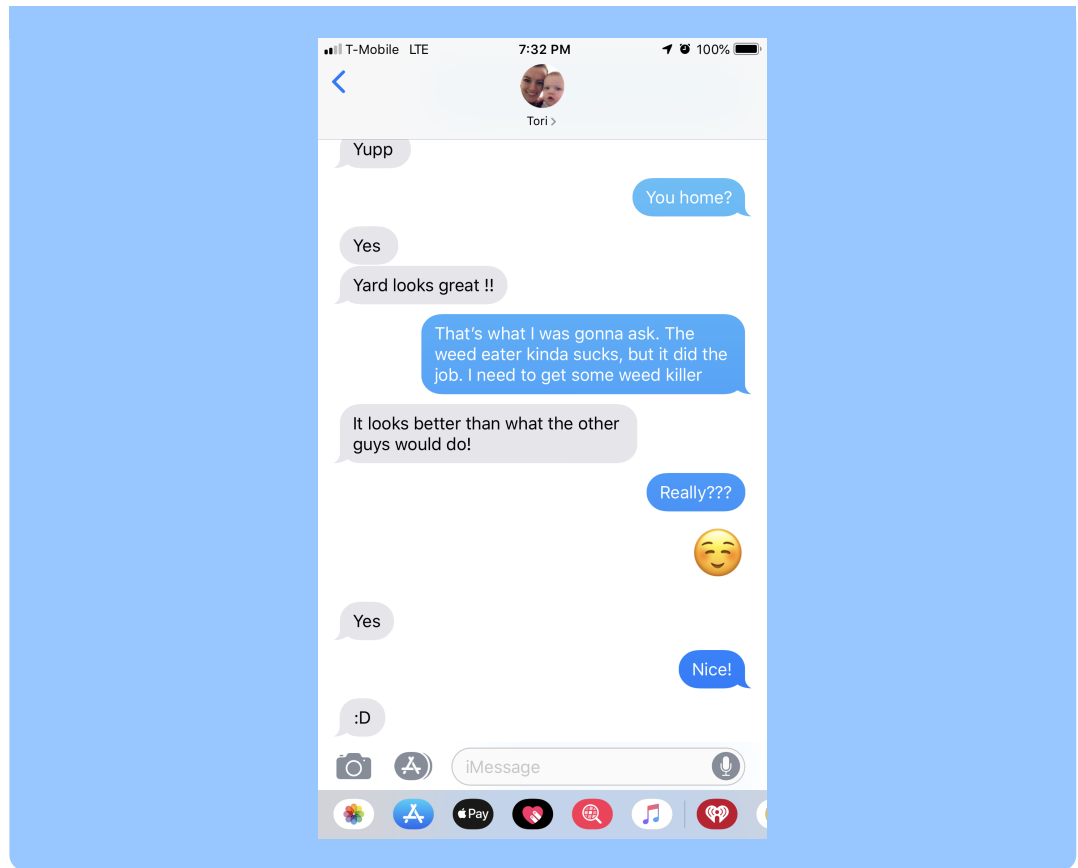 T-Mobile LTE 7:32 PM 100%
Tori >
Yupp
You home?
Yes
Yard looks great !!
That's what I was gonna ask. The
weed eater kinda sucks, but it did the
job. I need to get some weed killer
It looks better than what the other
guys would do!
Really???
Yes
Nice!
:D
iMessage
Pay